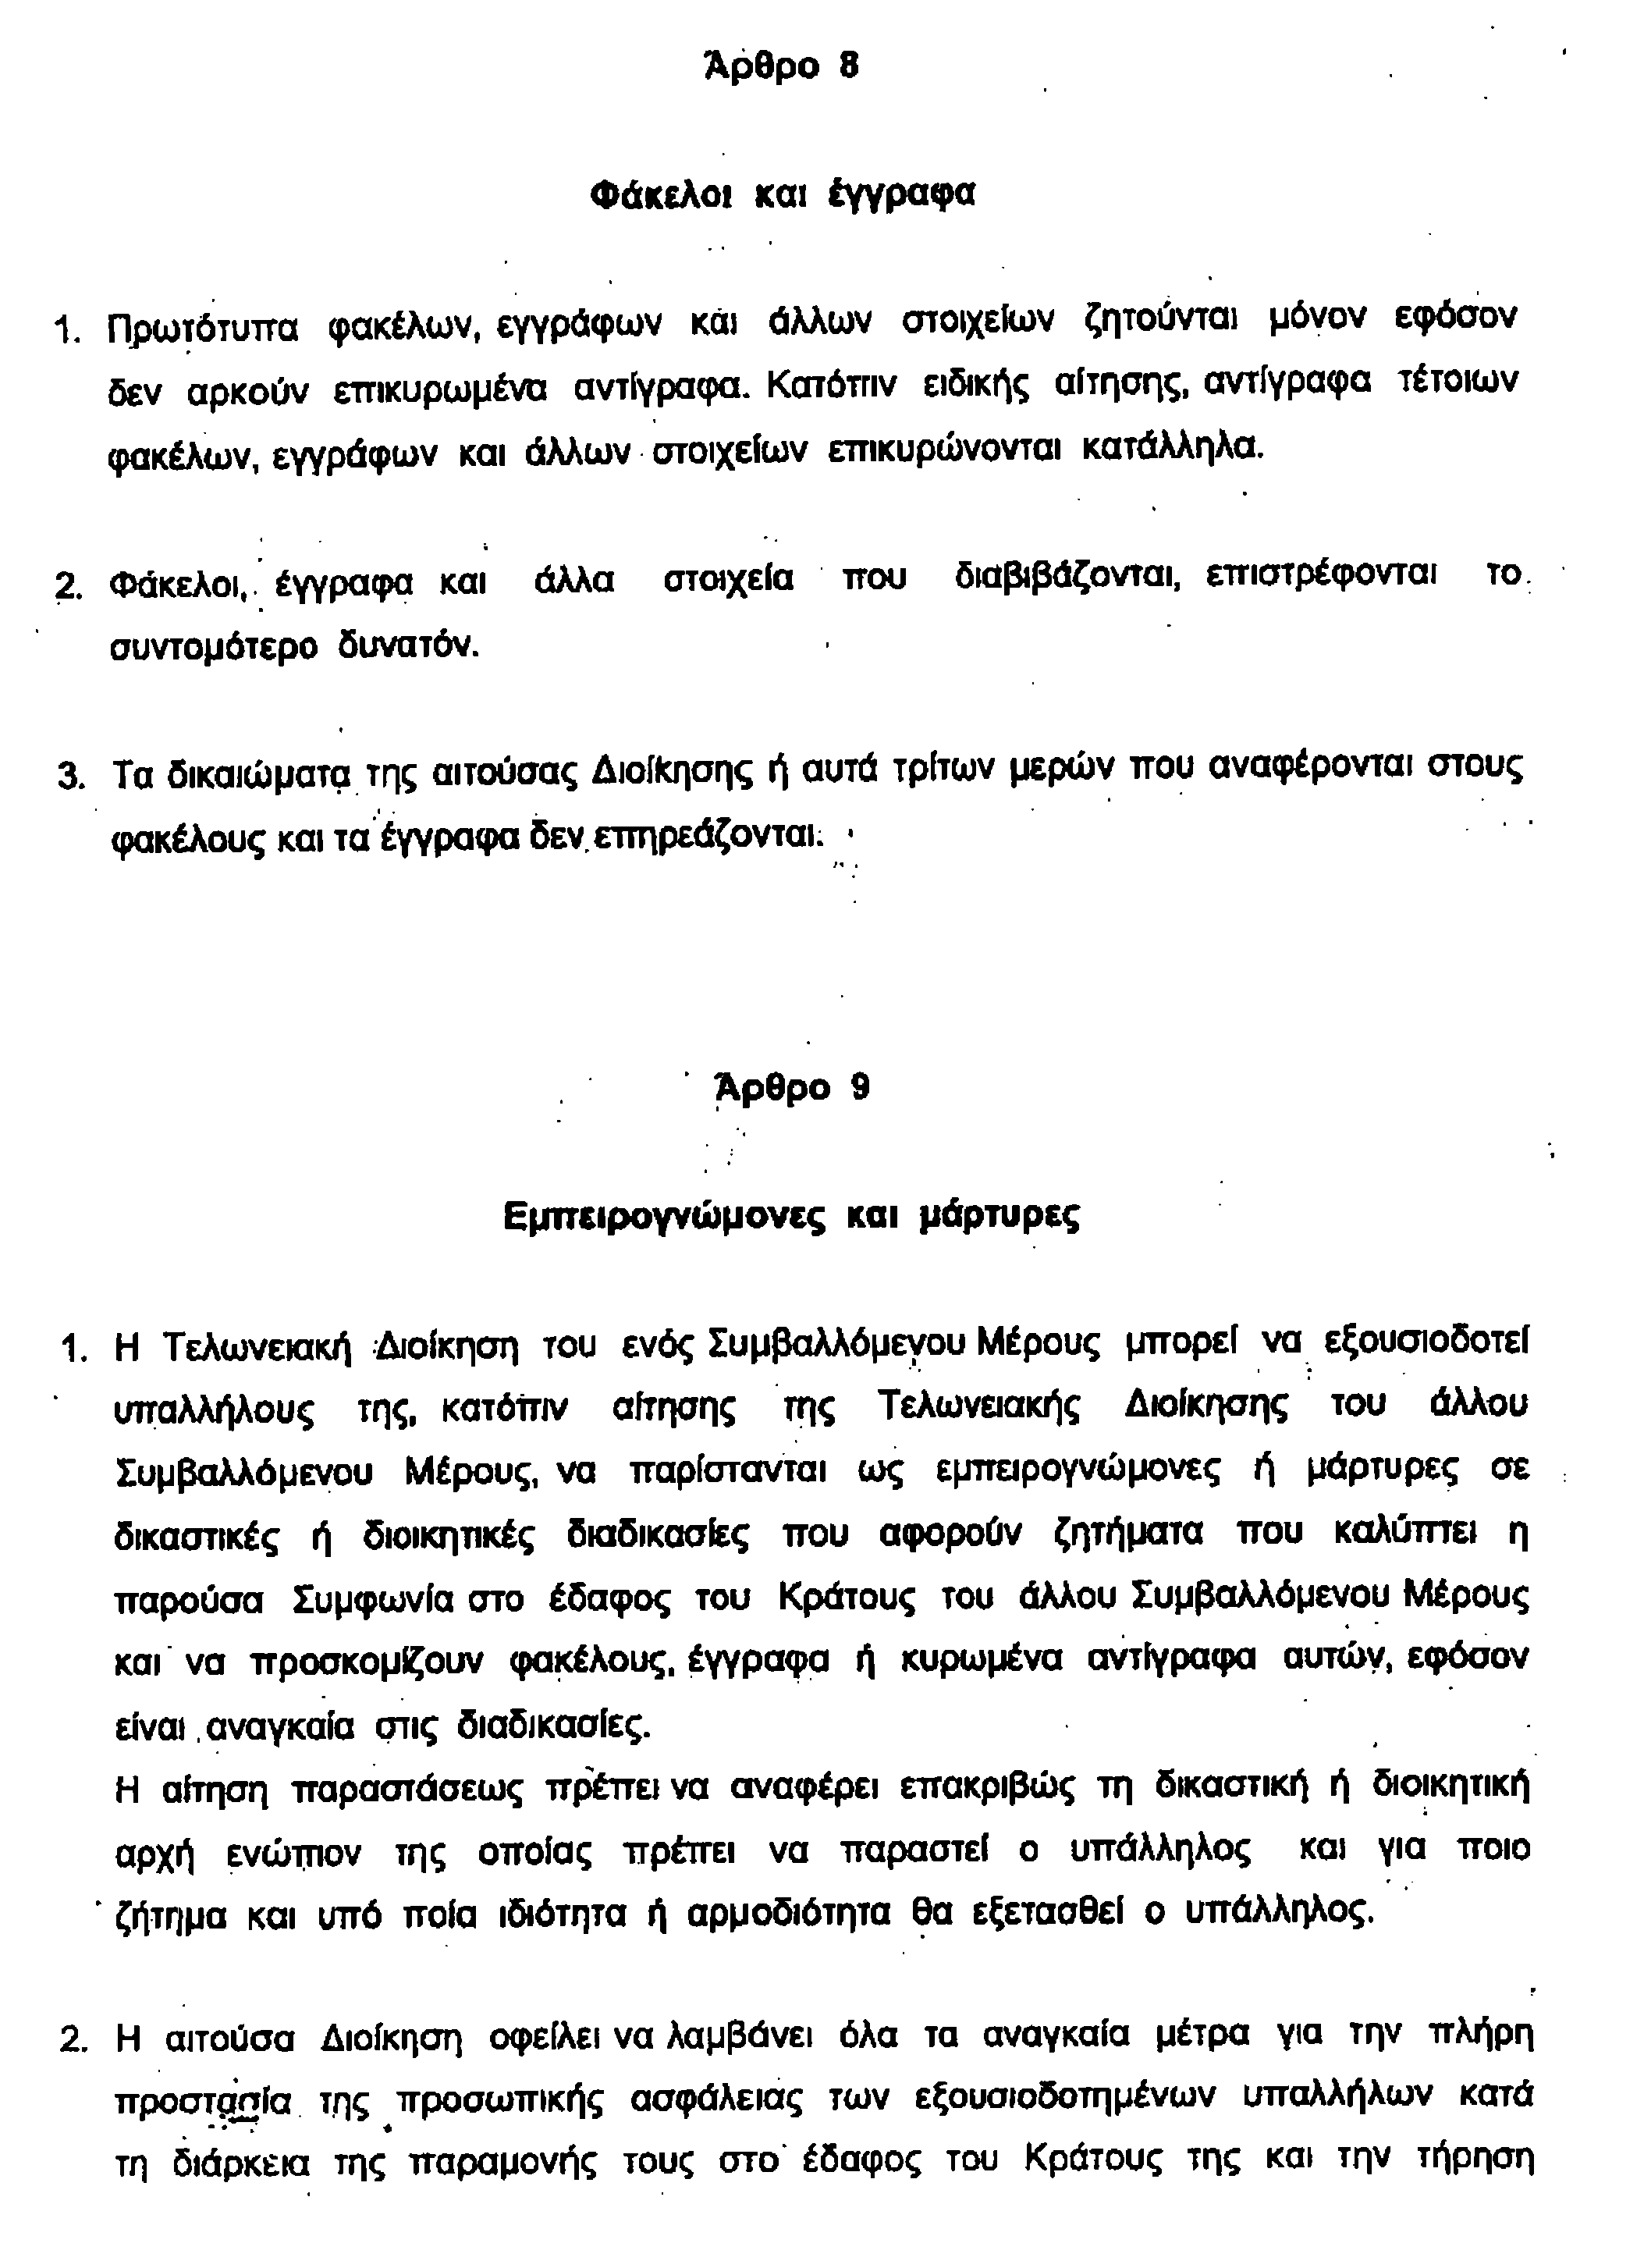 Άρθρο 8
Φάκελοι και έγγραφα
1. Πρωτότυπα φακέλων, εγγράφων και άλλων στοιχείων ζητούνται μόνον εφόσον
δεν αρκούν επικυρωμένα αντίγραφα. Κατόπιν ειδικής αίτησης, αντίγραφα τέτοιων
φακέλων, εγγράφων και άλλων στοιχείων επικυρώνονται κατάλληλα.
2. Φάκελοι, έγγραφα και άλλα στοιχεία που διαβιβάζονται, επιστρέφονται το
συντομότερο δυνατόν.
3. Τα δικαιώματα της αιτούσας Διοίκησης ή αυτά τρίτων μερών που αναφέρονται στους
φακέλους και τα έγγραφα δεν επηρεάζονται.
Άρθρο 9
Εμπειρογνώμονες και μάρτυρες
1. Η Τελωνειακή Διοίκηση του ενός Συμβαλλόμενου Μέρους μπορεί να εξουσιοδοτεί
υπαλλήλους της, κατόπιν αίτησης της Τελωνειακής Διοίκησης του άλλου
Συμβαλλόμενου Μέρους, να παρίστανται ως εμπειρογνώμονες ή μάρτυρες σε
δικαστικές ή διοικητικές διαδικασίες που αφορούν ζητήματα που καλύπτει η
παρούσα Συμφωνία στο έδαφος του Κράτους του άλλου Συμβαλλόμενου Μέρους
και να προσκομίζουν φακέλους, έγγραφα ή κυρωμένα αντίγραφα αυτών, εφόσον
είναι αναγκαία στις διαδικασίες.
Η αίτηση παραστάσεως πρέπει να αναφέρει επακριβώς τη δικαστική ή διοικητική
αρχή ενώπιον της οποίας πρέπει να παραστεί ο υπάλληλος και για ποιο
ζήτημα και υπό ποία ιδιότητα ή αρμοδιότητα θα εξετασθεί ο υπάλληλος.
2. Η αιτούσα Διοίκηση οφείλει να λαμβάνει όλα τα αναγκαία μέτρα για την πλήρη
προστασία της προσωπικής ασφάλειας των εξουσιοδοτημένων υπαλλήλων κατά
τη διάρκεια της παραμονής τους στο έδαφος του Κράτους της και την τήρηση